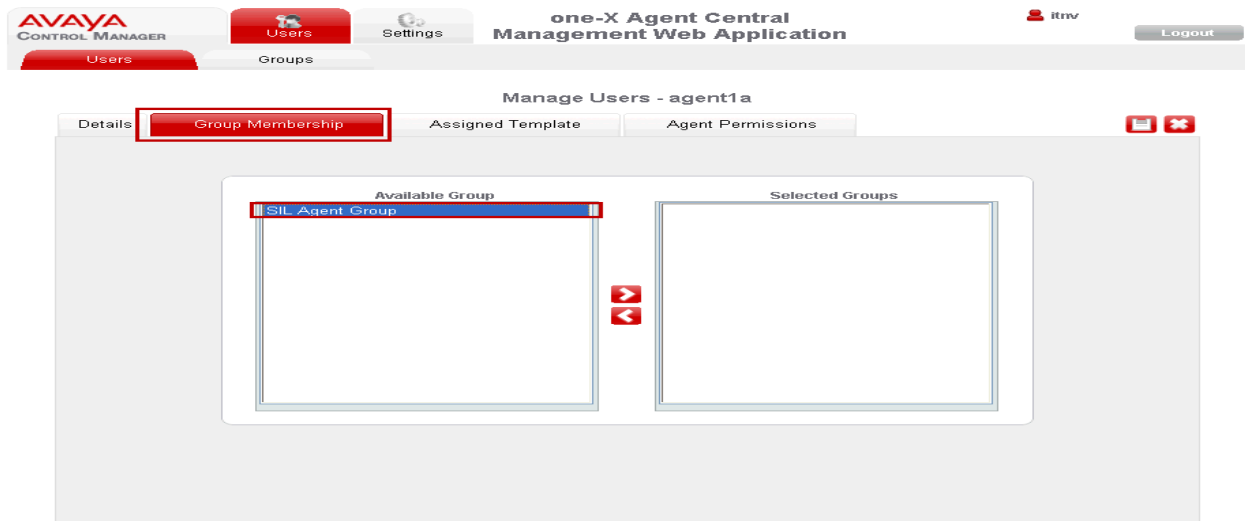 AVAYA
CONTROL MANAGER
Users
Settings
one-X Agent Central
Management Web Application
itnv
Logout
Users
Groups
Manage Users - agent1a
Details
Group Membership
Assigned Template
Agent Permissions
Available Group
Selected Groups
SIL Agent Group